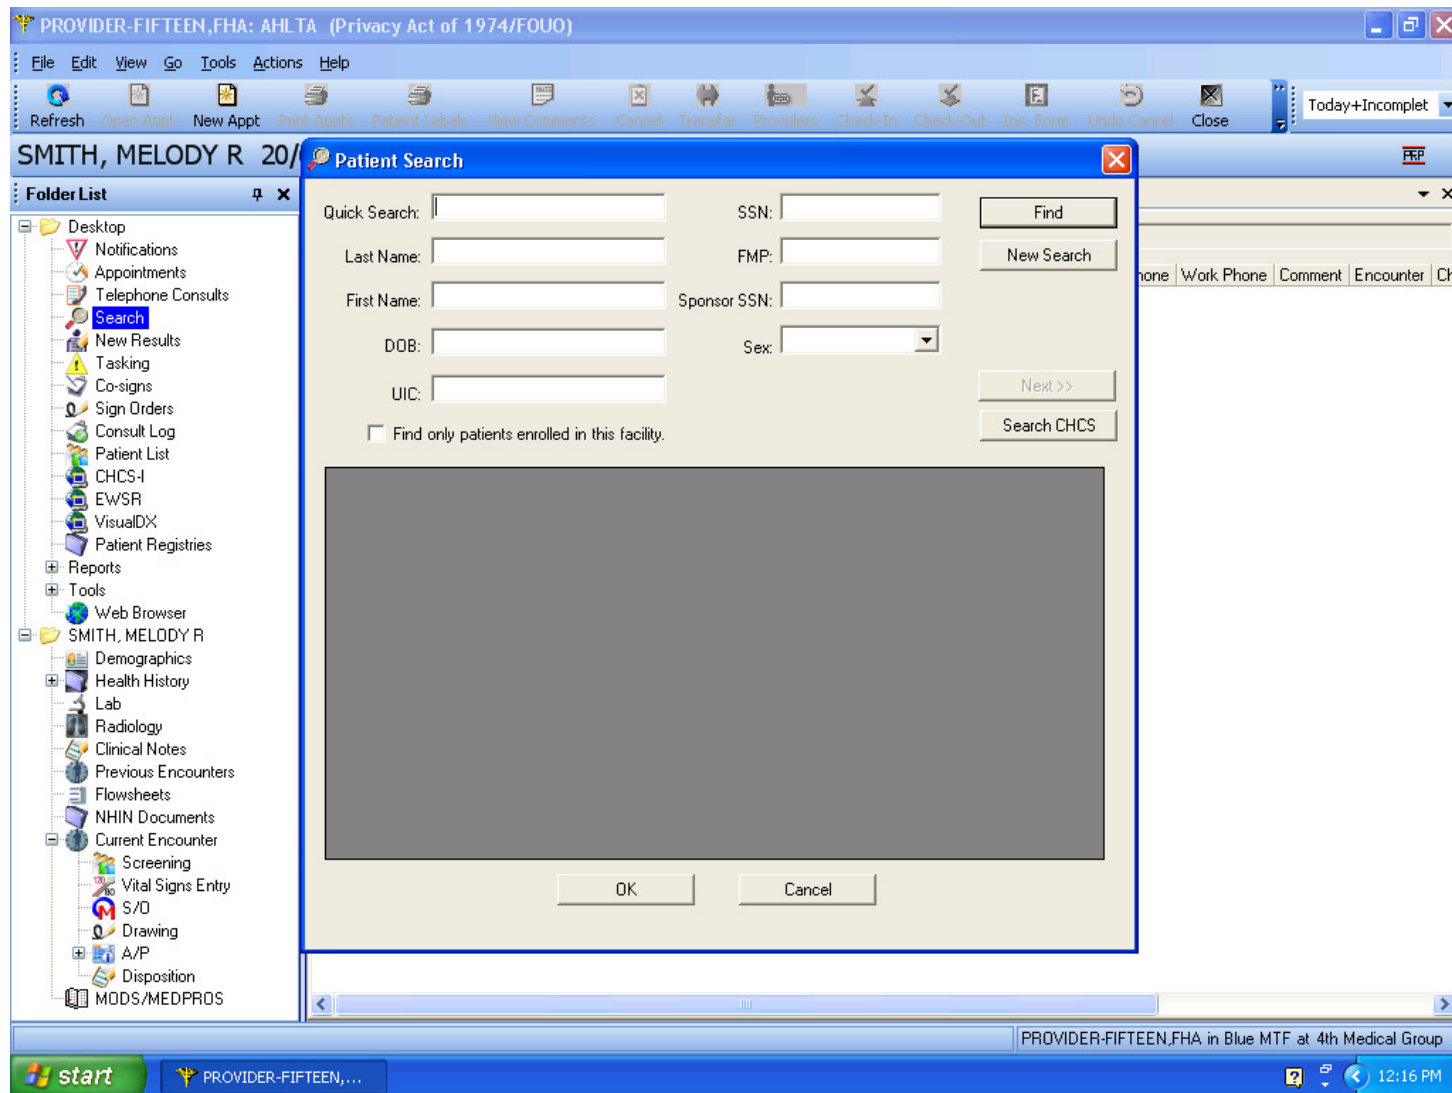 PROVIDER-FIFTEEN,FHA: AHLTA (Privacy Act of 1974/FOUO)
File Edit View Go Tools Actions Help
Refresh Open Appt New Appt Print Appts Patient Labels View Comments Cancel Transfer Providers Check-In Check-Out Ins. Form Undo Cancel Close Today+Incomplet
SMITH, MELODY R 20/
PRP
Folder List
Desktop
Notifications
Appointments
Telephone Consults
Search
New Results
Tasking
Co-signs
Sign Orders
Consult Log
Patient List
CHCS-I
EWSR
VisualDX
Patient Registries
Reports
Tools
Web Browser
SMITH, MELODY R
Demographics
Health History
Lab
Radiology
Clinical Notes
Previous Encounters
Flowsheets
NHIN Documents
Current Encounter
Screening
Vital Signs Entry
S/O
Drawing
A/P
Disposition
MODS/MEDPROS
Patient Search
Quick Search: SSN: Find
Last Name: FMP: New Search
First Name: Sponsor SSN:
DOB: Sex:
UIC: Next >>
Find only patients enrolled in this facility. Search CHCS
OK Cancel
hone Work Phone Comment Encounter Ch
PROVIDER-FIFTEEN,FHA in Blue MTF at 4th Medical Group
start PROVIDER-FIFTEEN,... 12:16 PM